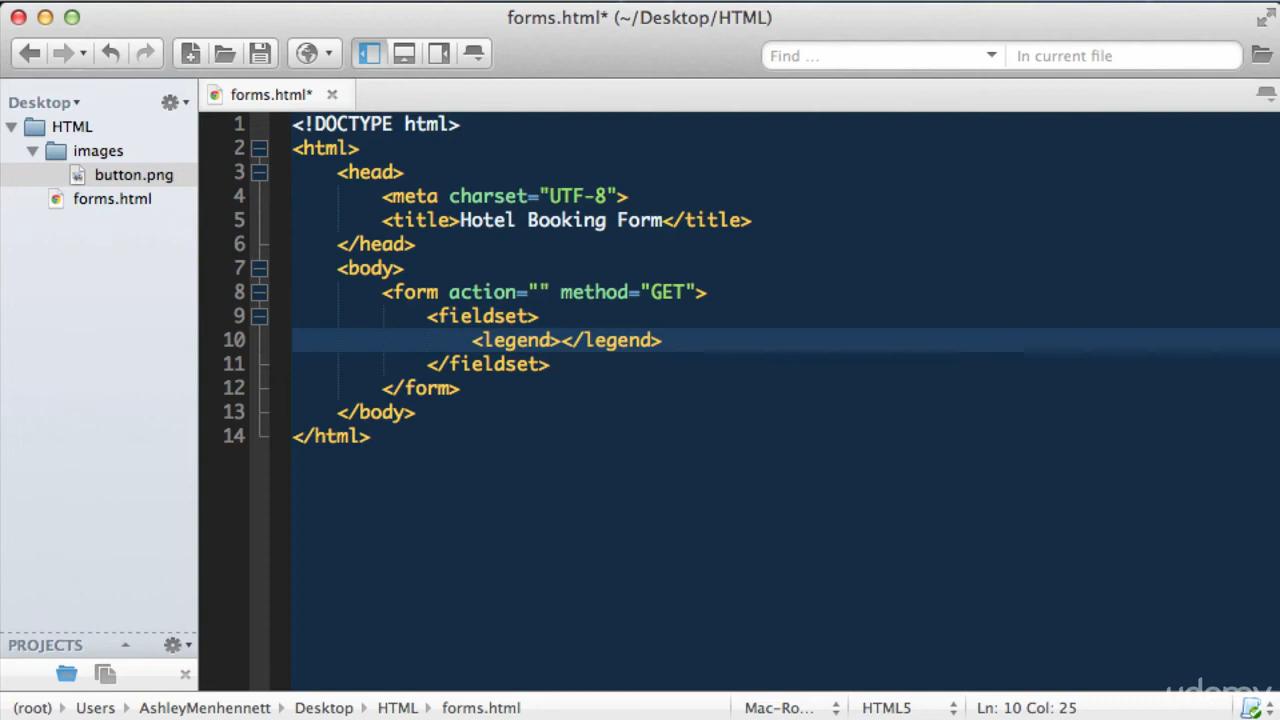 forms.html* (~/Desktop/HTML)
Find ...
In current file
Desktop
forms.html*
HTML
images
button.png
forms.html
1 <!DOCTYPE html>
2 <html>
3 <head>
4 <meta charset="UTF-8">
5 <title>Hotel Booking Form</title>
6 </head>
7 <body>
8 <form action="" method="GET">
9 <fieldset>
10 <legend></legend>
11 </fieldset>
12 </form>
13 </body>
14 </html>
PROJECTS
udemy
(root) Users AshleyMenhennett Desktop HTML forms.html Mac-Ro... HTML5 Ln: 10 Col: 25